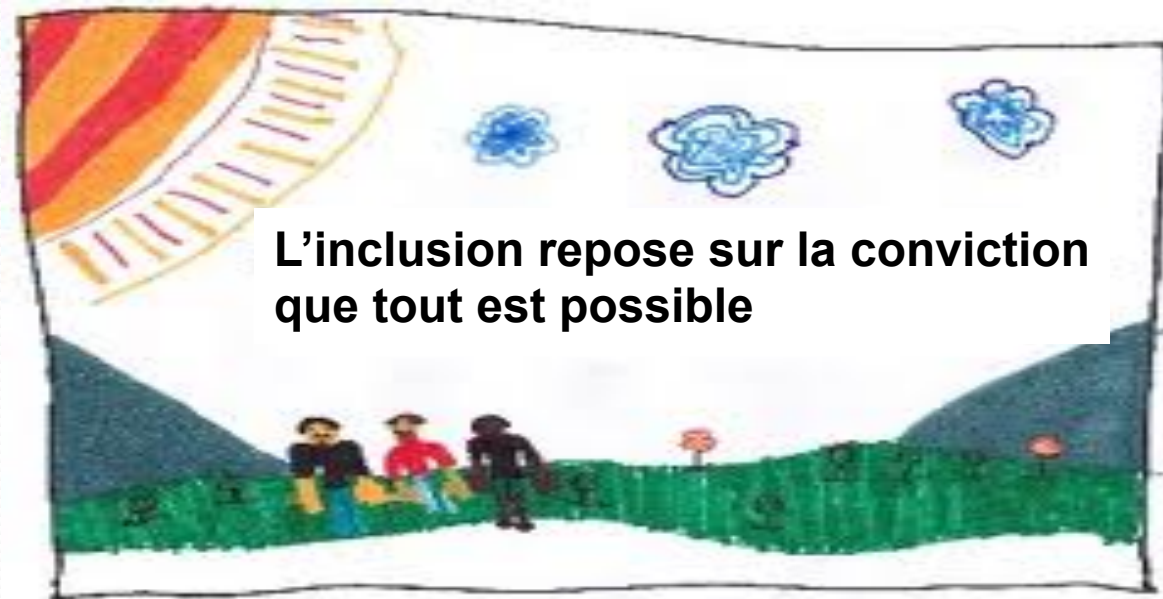 L’inclusion repose sur la conviction
que tout est possible